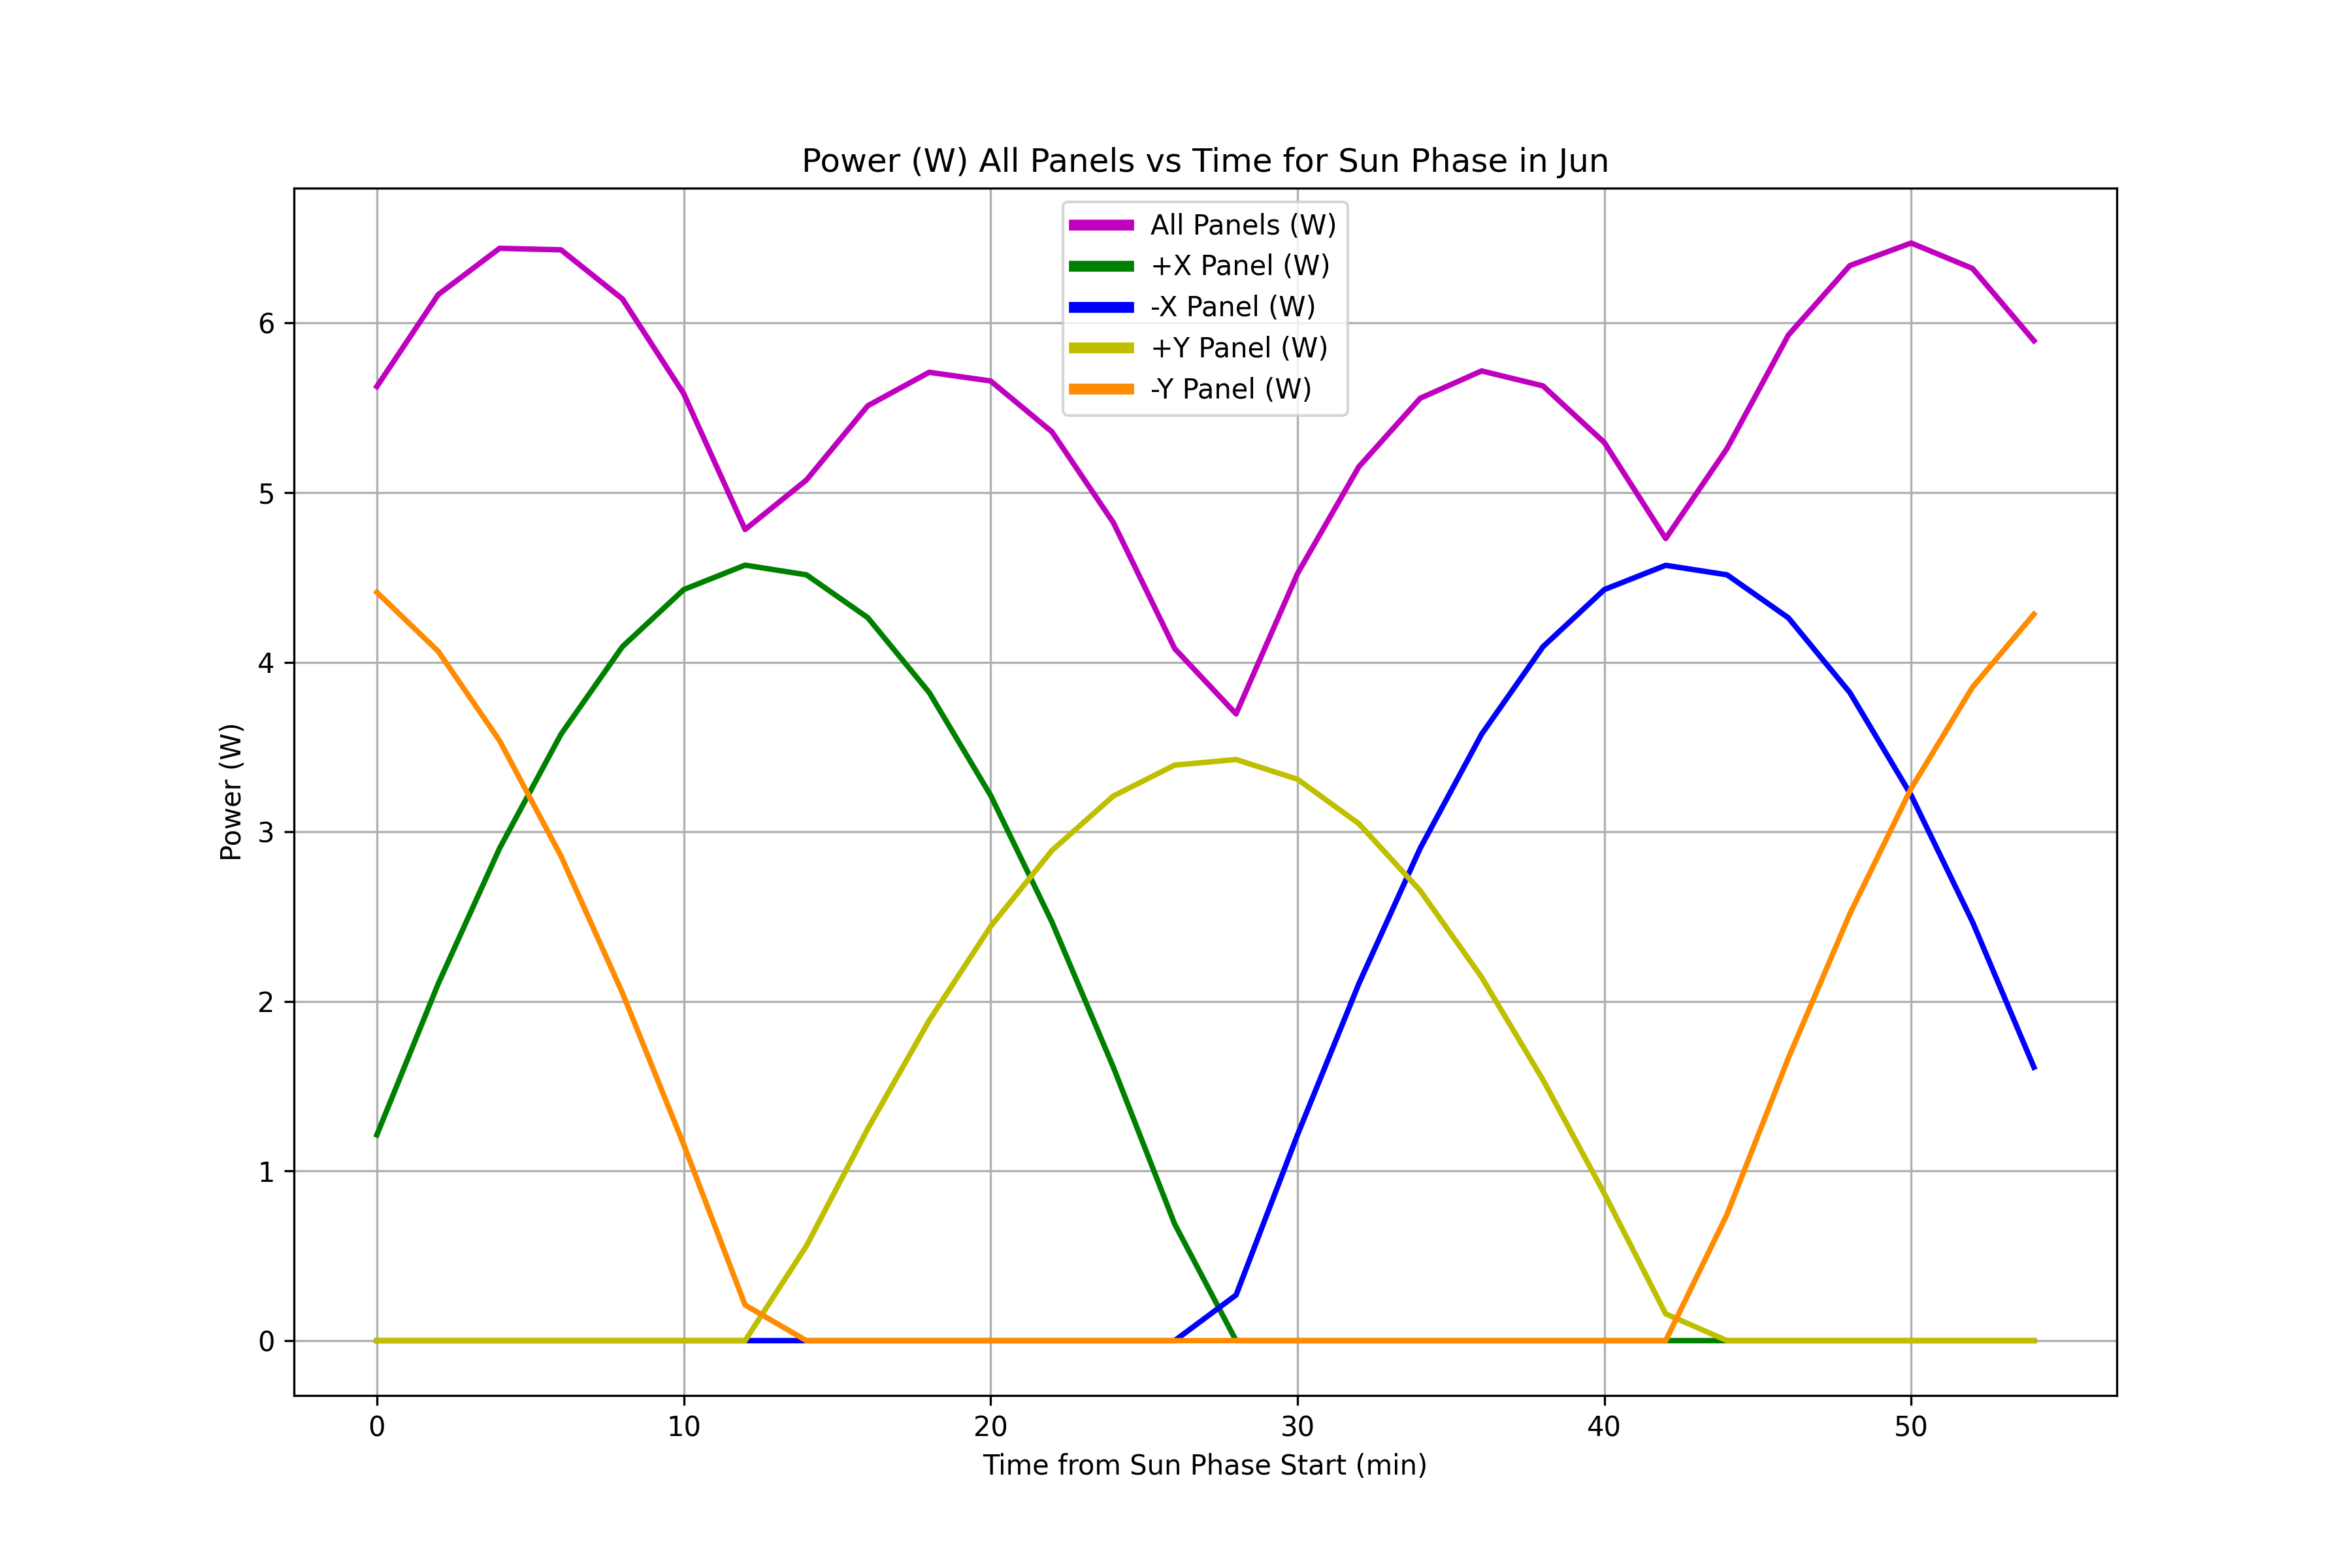 Power (W) All Panels vs Time for Sun Phase in Jun
All Panels (W)
+X Panel (W)
-X Panel (W)
+Y Panel (W)
-Y Panel (W)
Power (W)
6
5
4
3
2
1
0
0 10 20 30 40 50
Time from Sun Phase Start (min)